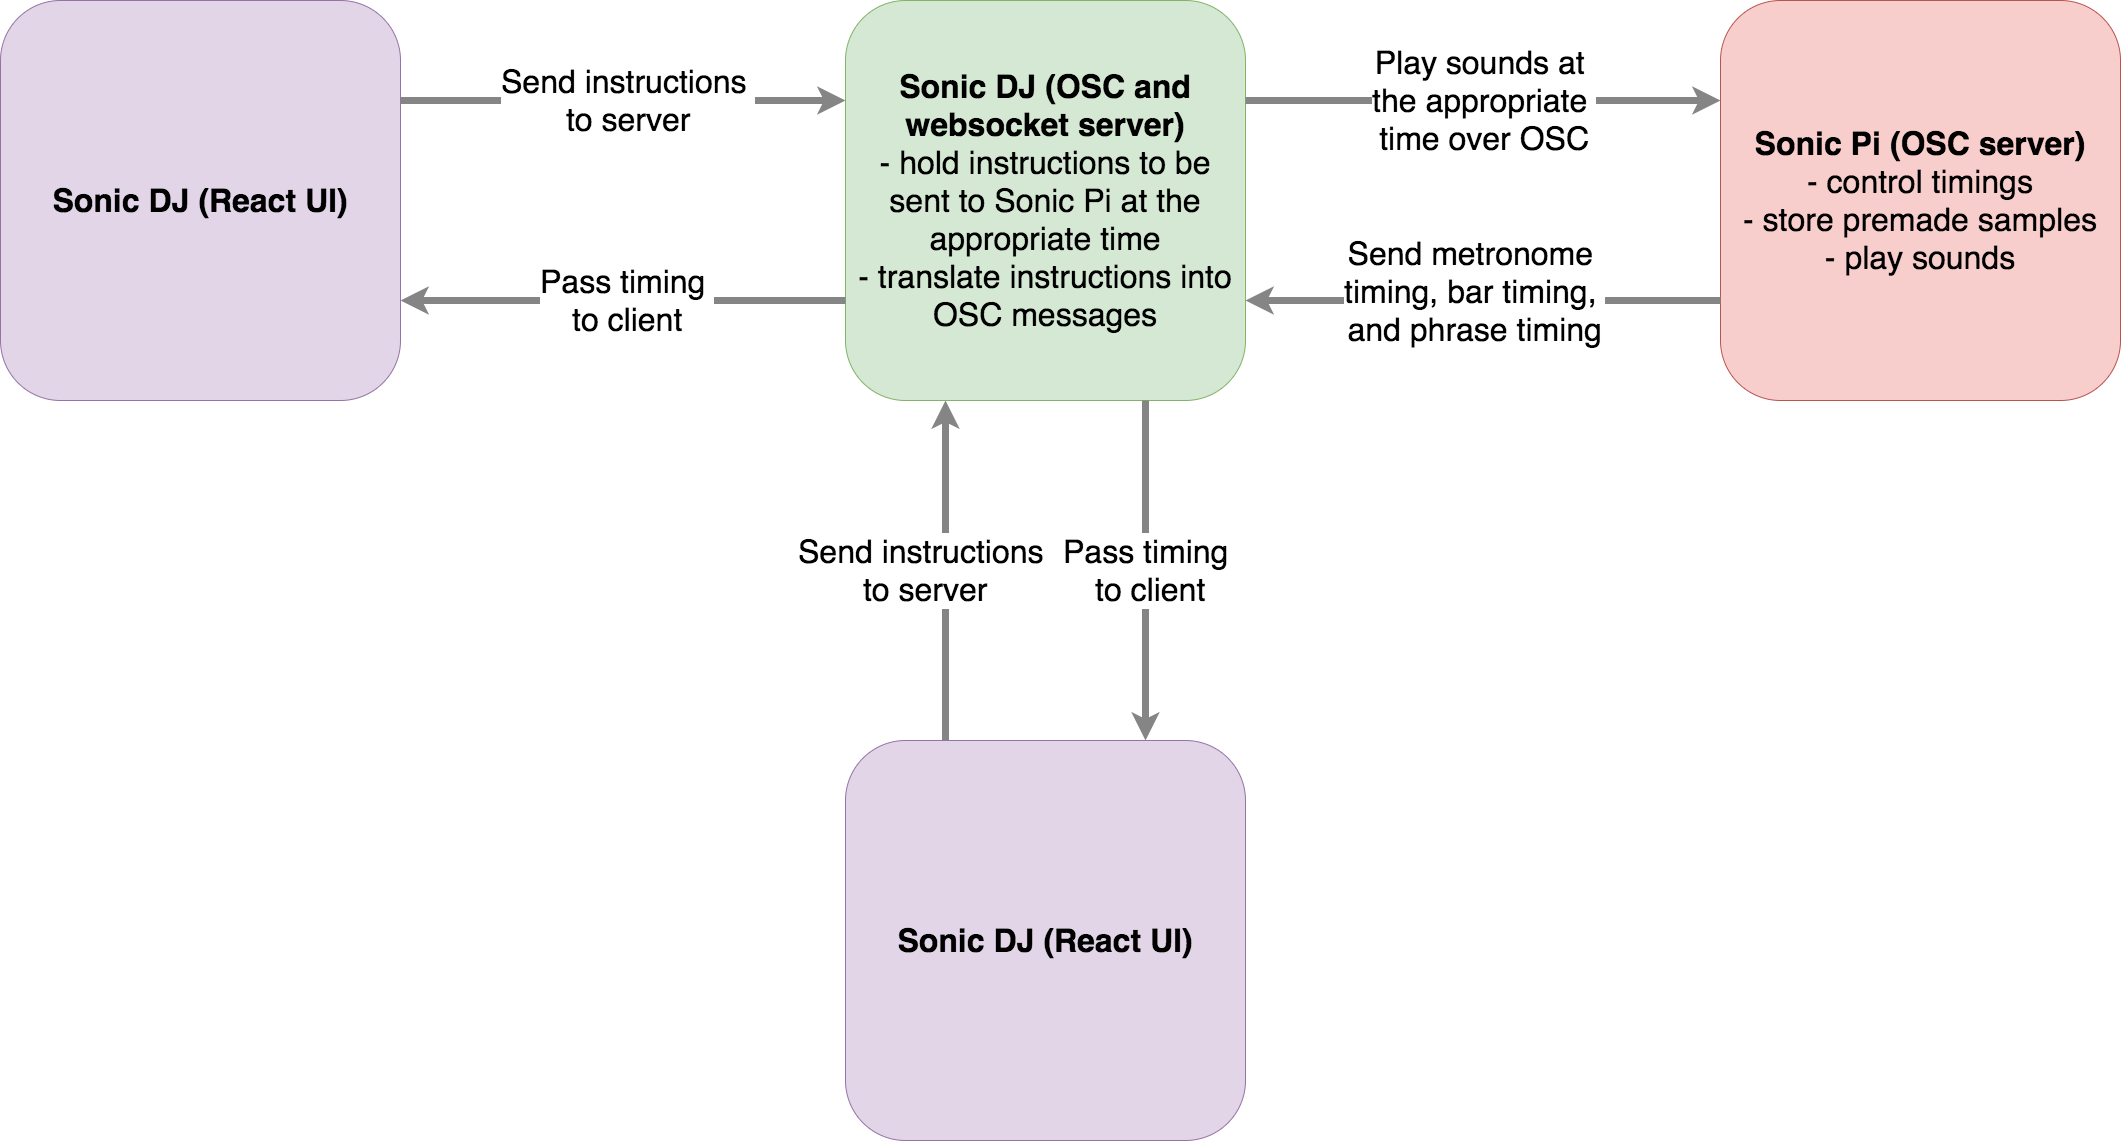 Sonic DJ (React UI)
Send instructions
to server
Pass timing
to client
Sonic DJ (OSC and
websocket server)
- hold instructions to be
sent to Sonic Pi at the
appropriate time
- translate instructions into
OSC messages
Play sounds at
the appropriate
time over OSC
Send metronome
timing, bar timing,
and phrase timing
Sonic Pi (OSC server)
- control timings
- store premade samples
- play sounds
Send instructions
to server
Pass timing
to client
Sonic DJ (React UI)